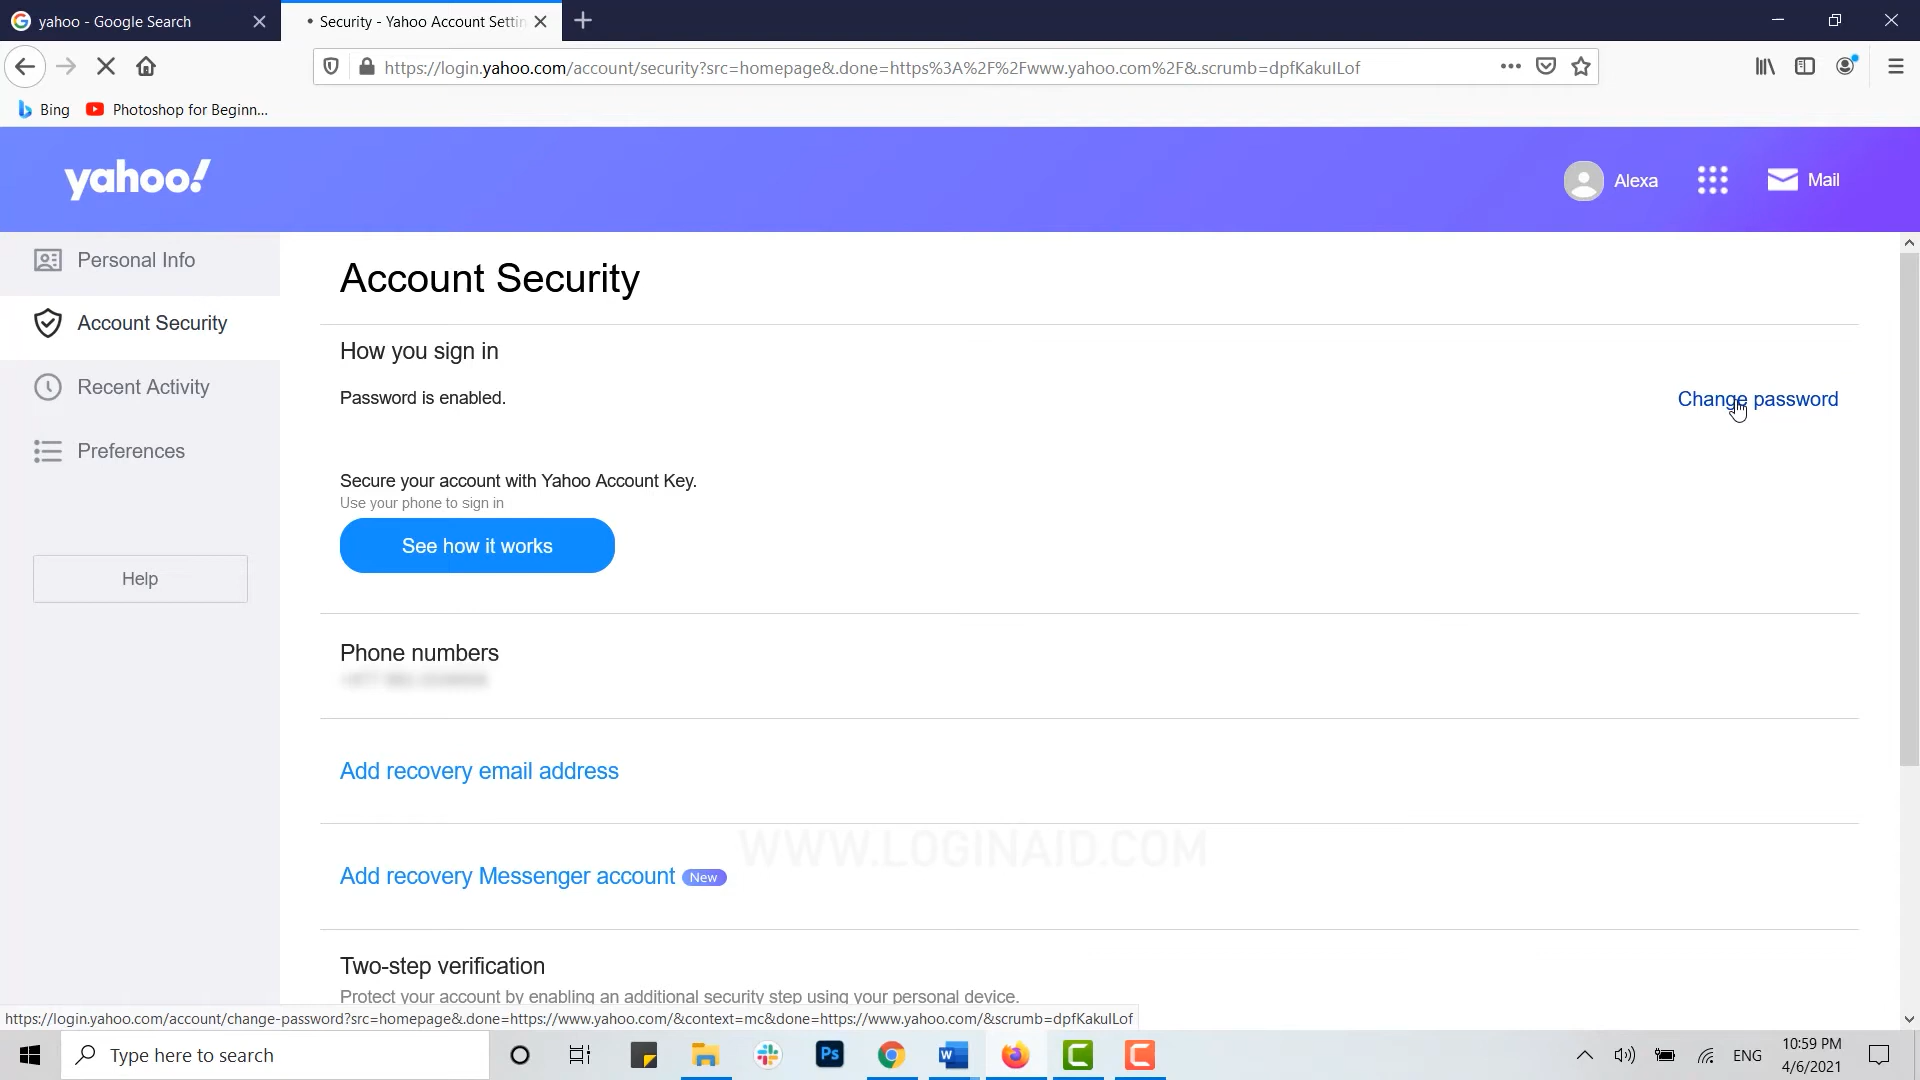 yahoo - Google Search
• Security - Yahoo Account Settin
https://login.yahoo.com/account/security?src=homepage&.done=https%3A%2F%2Fwww.yahoo.com%2F&.scrumb=dpfKakuILof
Bing
Photoshop for Beginn...
yahoo!
Alexa
Mail
Personal Info
Account Security
Recent Activity
Preferences
Help
Account Security
How you sign in
Password is enabled.
Change password
Secure your account with Yahoo Account Key.
Use your phone to sign in
See how it works
Phone numbers
Add recovery email address
WWW.LOGINAID.COM
Add recovery Messenger account New
Two-step verification
Protect your account by enabling an additional security step using your personal device.
https://login.yahoo.com/account/change-password?src=homepage&.done=https://www.yahoo.com/&context=mc&done=https://www.yahoo.com/&scrumb=dpfKakuILof
Type here to search
Ps
W
ENG
10:59 PM
4/6/2021